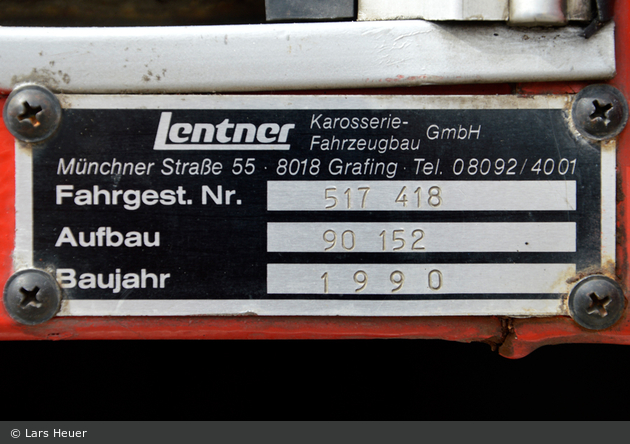 Lentner Karosserie-Fahrzeugbau GmbH
Münchner Straße 55 · 8018 Grafing · Tel. 08092/4001
Fahrgest. Nr. 517 418
Aufbau 90 152
Baujahr 1990
© Lars Heuer